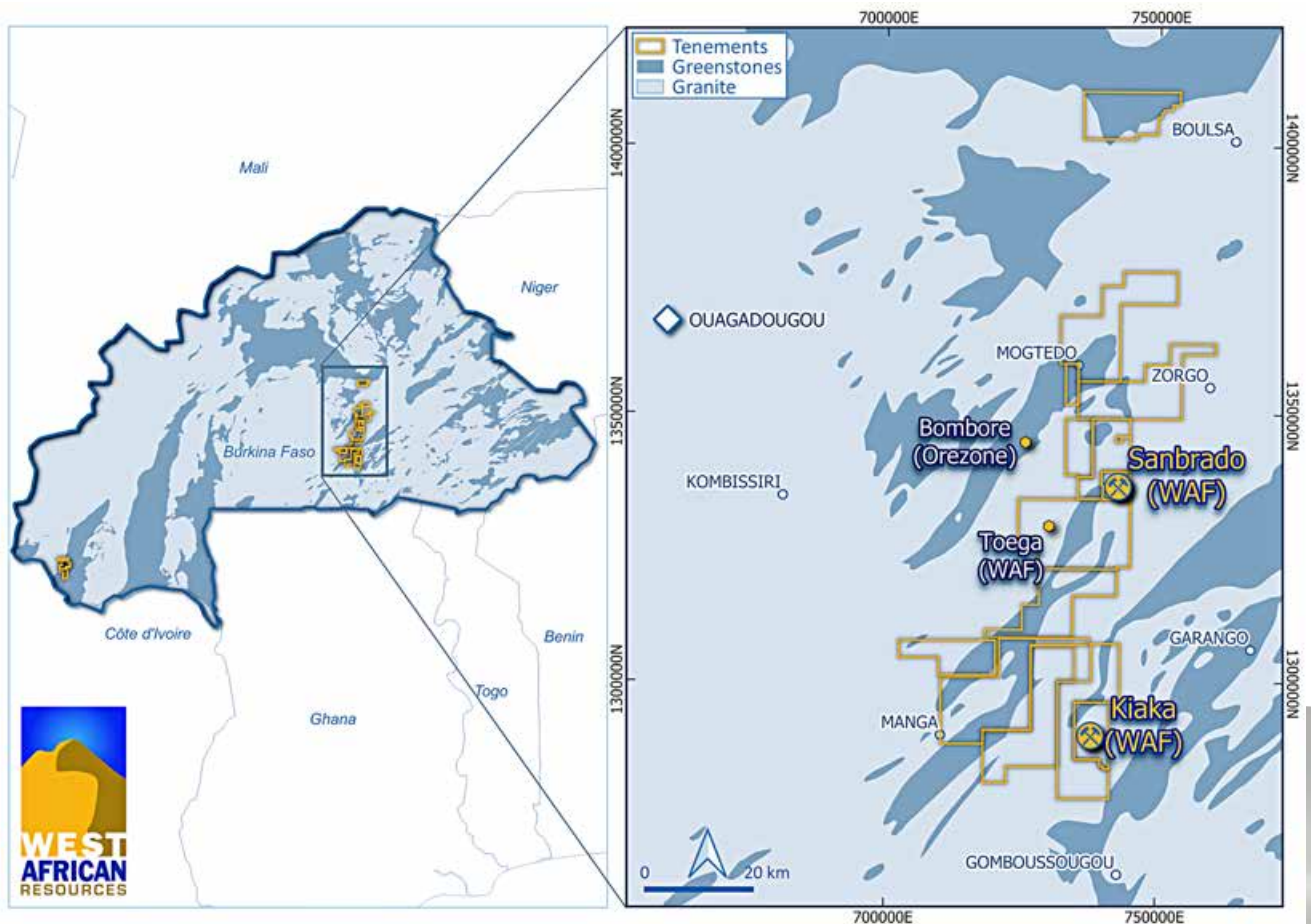 Mali
Niger
Burkina Faso
Côte d'Ivoire
Ghana
Togo
Benin
WEST
AFRICAN
RESOURCES
700000E
750000E
Tenements
Greenstones
Granite
1400000N
1400000N
BOULSA
OUAGADOUGOU
MOGTEDO
ZORGO
1350000N
1350000N
Bombore
(Orezone)
Sanbrado
(WAF)
KOMBISSIRI
Toega
(WAF)
GARANGO
1300000N
1300000N
Kiaka
(WAF)
MANGA
GOMBOUSSOUGOU
0
20 km
700000E
750000E